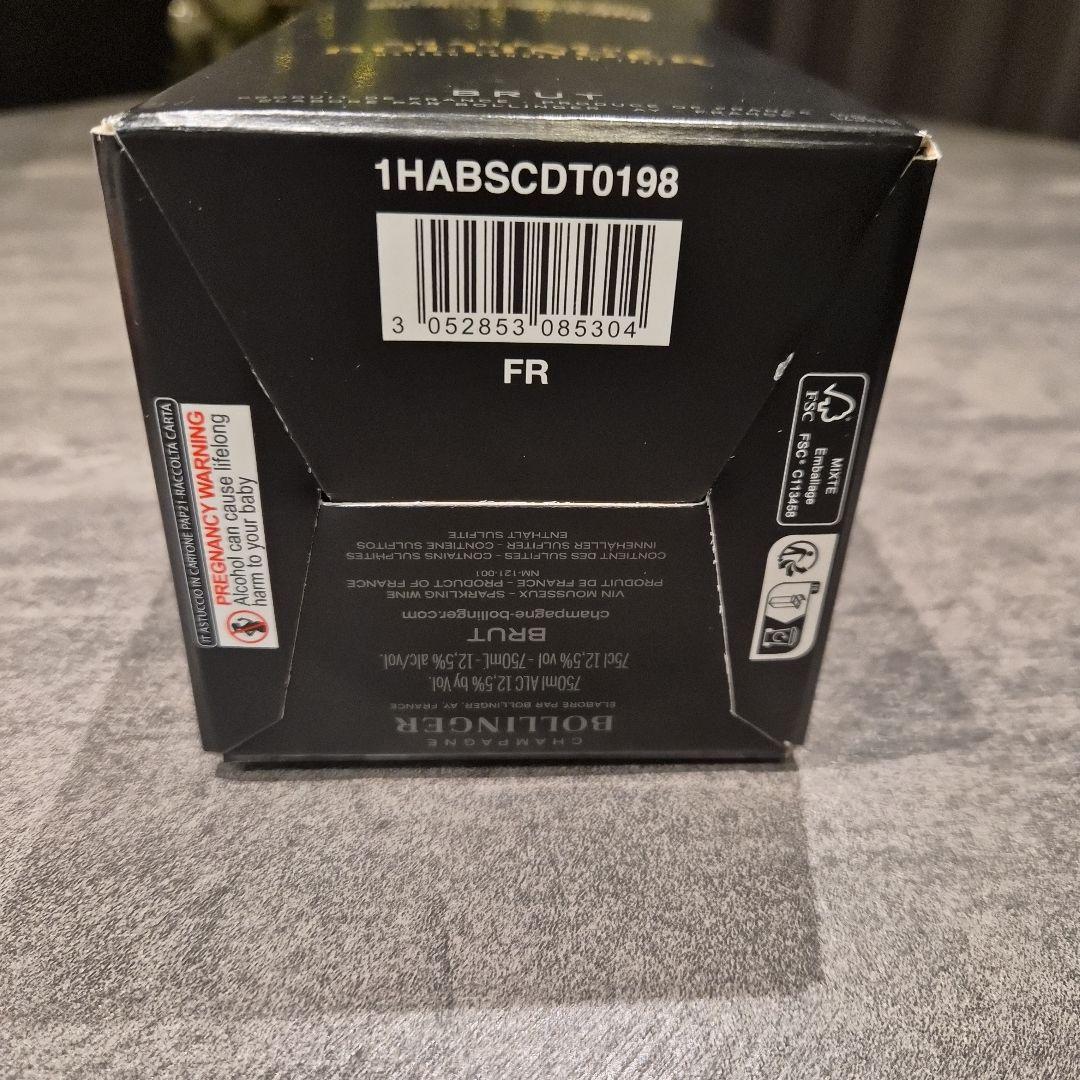 BRUT
1HABSCDT0198
3 052853 085304
FR
IT ASTUCCIO IN CARTONE PAP21-RACCOLTA CARTA
PREGNANCY WARNING
Alcohol can cause lifelong
harm to your baby
FSC
MIXTE
Emballage
FSC® C113458
CHAMPAGNE
BOLLINGER
ÉLABORÉ PAR BOLLINGER, AY, FRANCE
750ml ALC 12,5% by Vol.
75cl 12,5% vol - 750mL - 12,5% alc/vol.
BRUT
champagne-bollinger.com
VIN MOUSSEUX - SPARKLING WINE
PRODUIT DE FRANCE - PRODUCT OF FRANCE
NM-121-001
CONTIENT DES SULFITES - CONTAINS SULPHITES
INNEHÅLLER SULFITER - CONTIENE SULFITOS
ENTHÄLT SULFITE